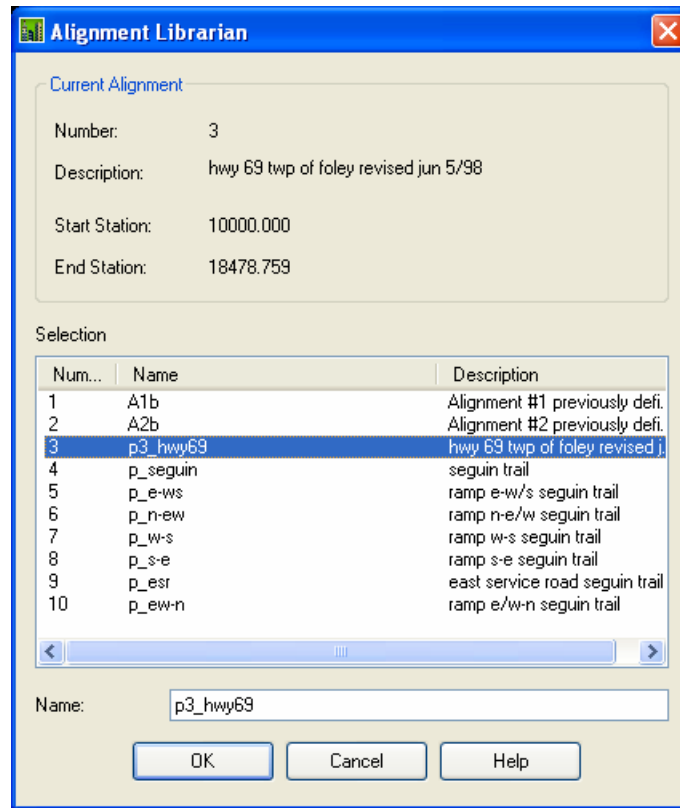 Alignment Librarian
Current Alignment
Number: 3
Description: hwy 69 twp of foley revised jun 5/98
Start Station: 10000.000
End Station: 18478.759
Selection
Num... Name Description
1 A1b Alignment #1 previously defi.
2 A2b Alignment #2 previously defi.
3 p3_hwy69 hwy 69 twp of foley revised j.
4 p_seguin seguin trail
5 p_e-ws ramp e-w/s seguin trail
6 p_n-ew ramp n-e/w seguin trail
7 p_w-s ramp w-s seguin trail
8 p_s-e ramp s-e seguin trail
9 p_esr east service road seguin trail
10 p_ew-n ramp e/w-n seguin trail
Name: p3_hwy69
OK Cancel Help